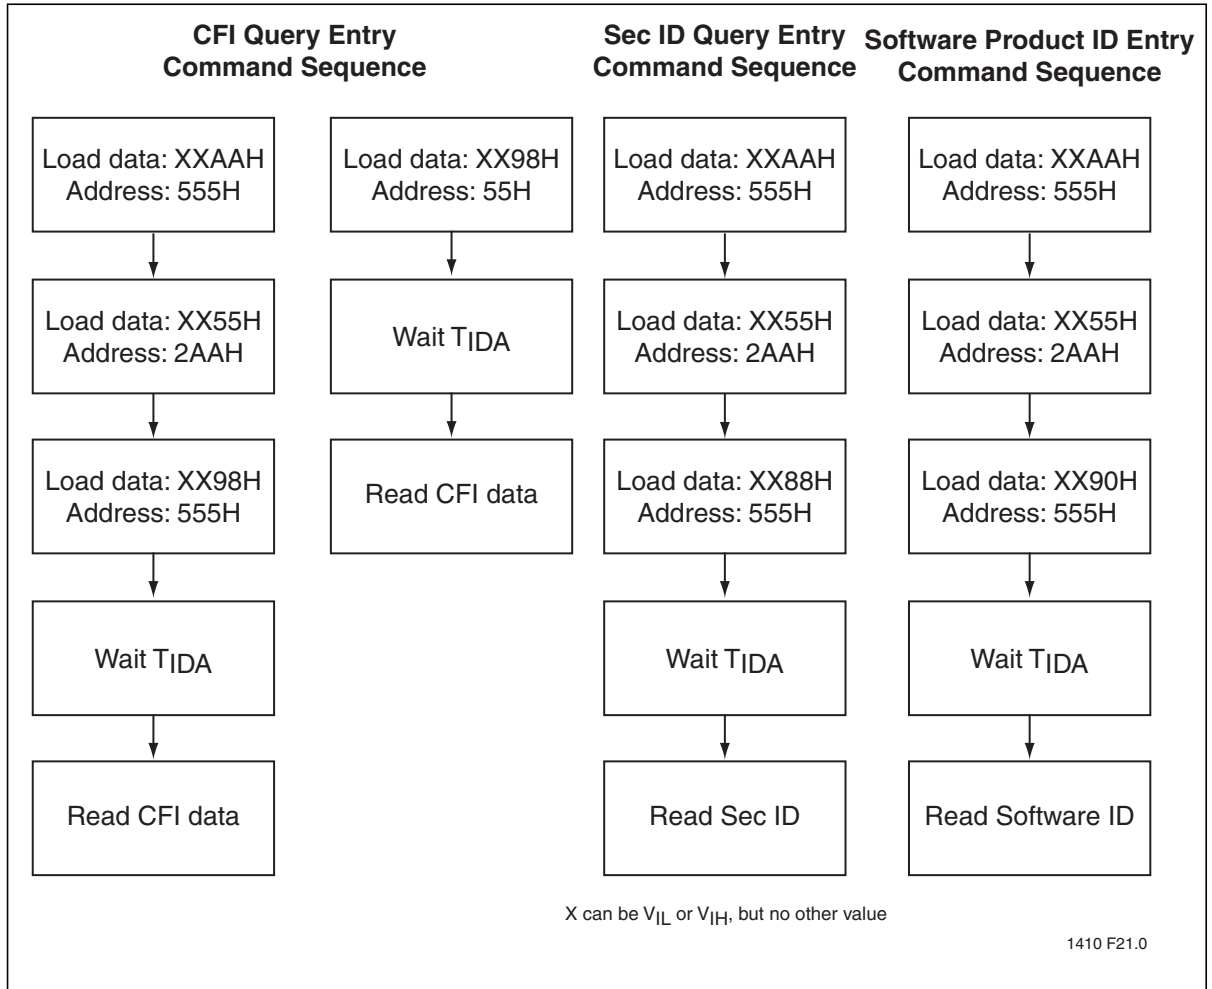 CFI Query Entry
Command Sequence
Load data: XXAAH
Address: 555H
Load data: XX55H
Address: 2AAH
Load data: XX98H
Address: 555H
Wait TIDA
Read CFI data
Load data: XX98H
Address: 55H
Wait TIDA
Read CFI data
Sec ID Query Entry
Command Sequence
Load data: XXAAH
Address: 555H
Load data: XX55H
Address: 2AAH
Load data: XX88H
Address: 555H
Wait TIDA
Read Sec ID
Software Product ID Entry
Command Sequence
Load data: XXAAH
Address: 555H
Load data: XX55H
Address: 2AAH
Load data: XX90H
Address: 555H
Wait TIDA
Read Software ID
X can be VIL or VIH, but no other value
1410 F21.0